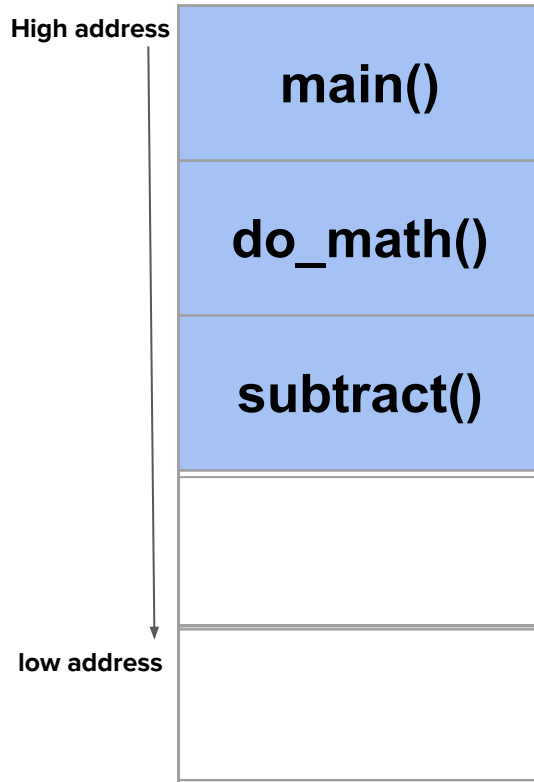 High address
main()
do_math()
subtract()
low address